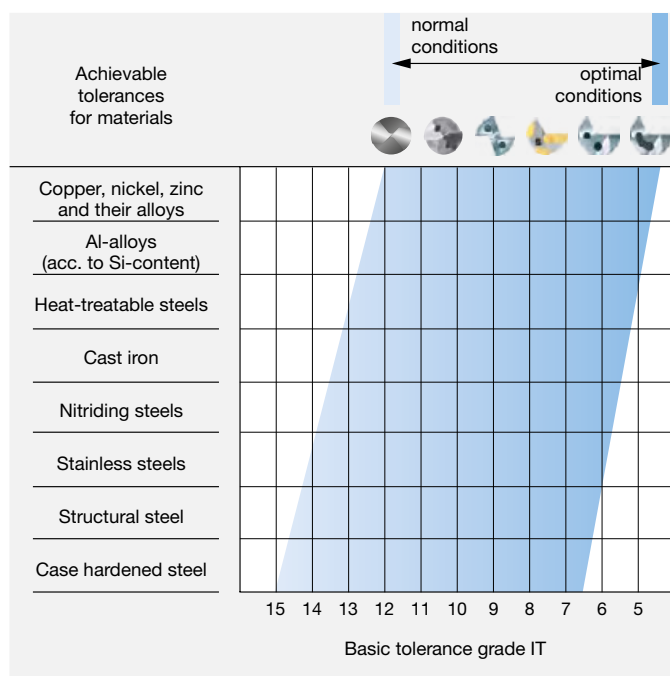 Achievable
tolerances
for materials
normal
conditions
optimal
conditions
Copper, nickel, zinc
and their alloys
Al-alloys
(acc. to Si-content)
Heat-treatable steels
Cast iron
Nitriding steels
Stainless steels
Structural steel
Case hardened steel
15 14 13 12 11 10 9 8 7 6 5
Basic tolerance grade IT